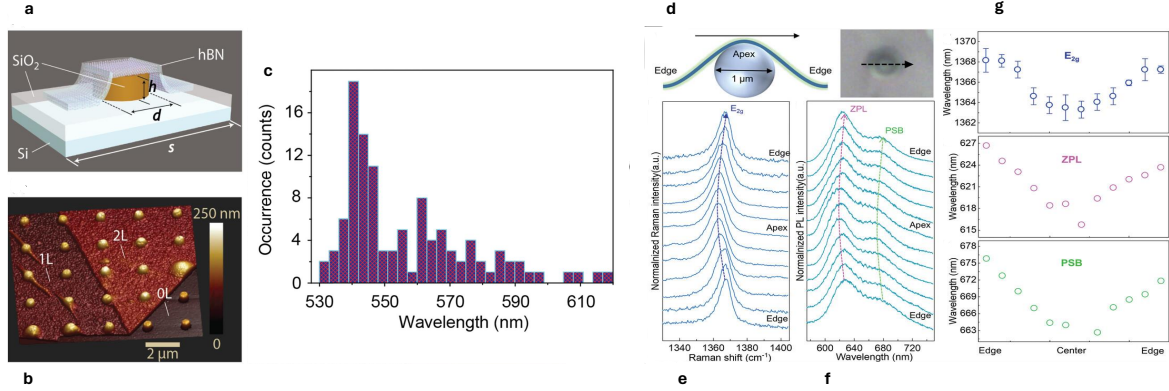 a
SiO2
hBN
h
d
Si
s
250 nm
2L
1L
0L
2 μm
0
b
c
Occurrence (counts)
16
12
8
4
0
530 550 570 590 610
Wavelength (nm)
d
Apex
Edge
Edge
1 μm
E2g
Edge
Apex
Edge
Normalnized Raman intensity(a.u.)
1340 1360 1380 1400
Raman shift (cm-1)
e
ZPL
PSB
Edge
Apex
Edge
Normalnized PL intensity(a.u.)
600 640 680 720
Wavelength (nm)
f
g
1370
1368
1366
1364
1362
Wavelength (nm)
E2g
627
624
621
618
615
Wavelength (nm)
ZPL
678
675
672
669
666
663
Wavelength (nm)
PSB
Edge Center Edge